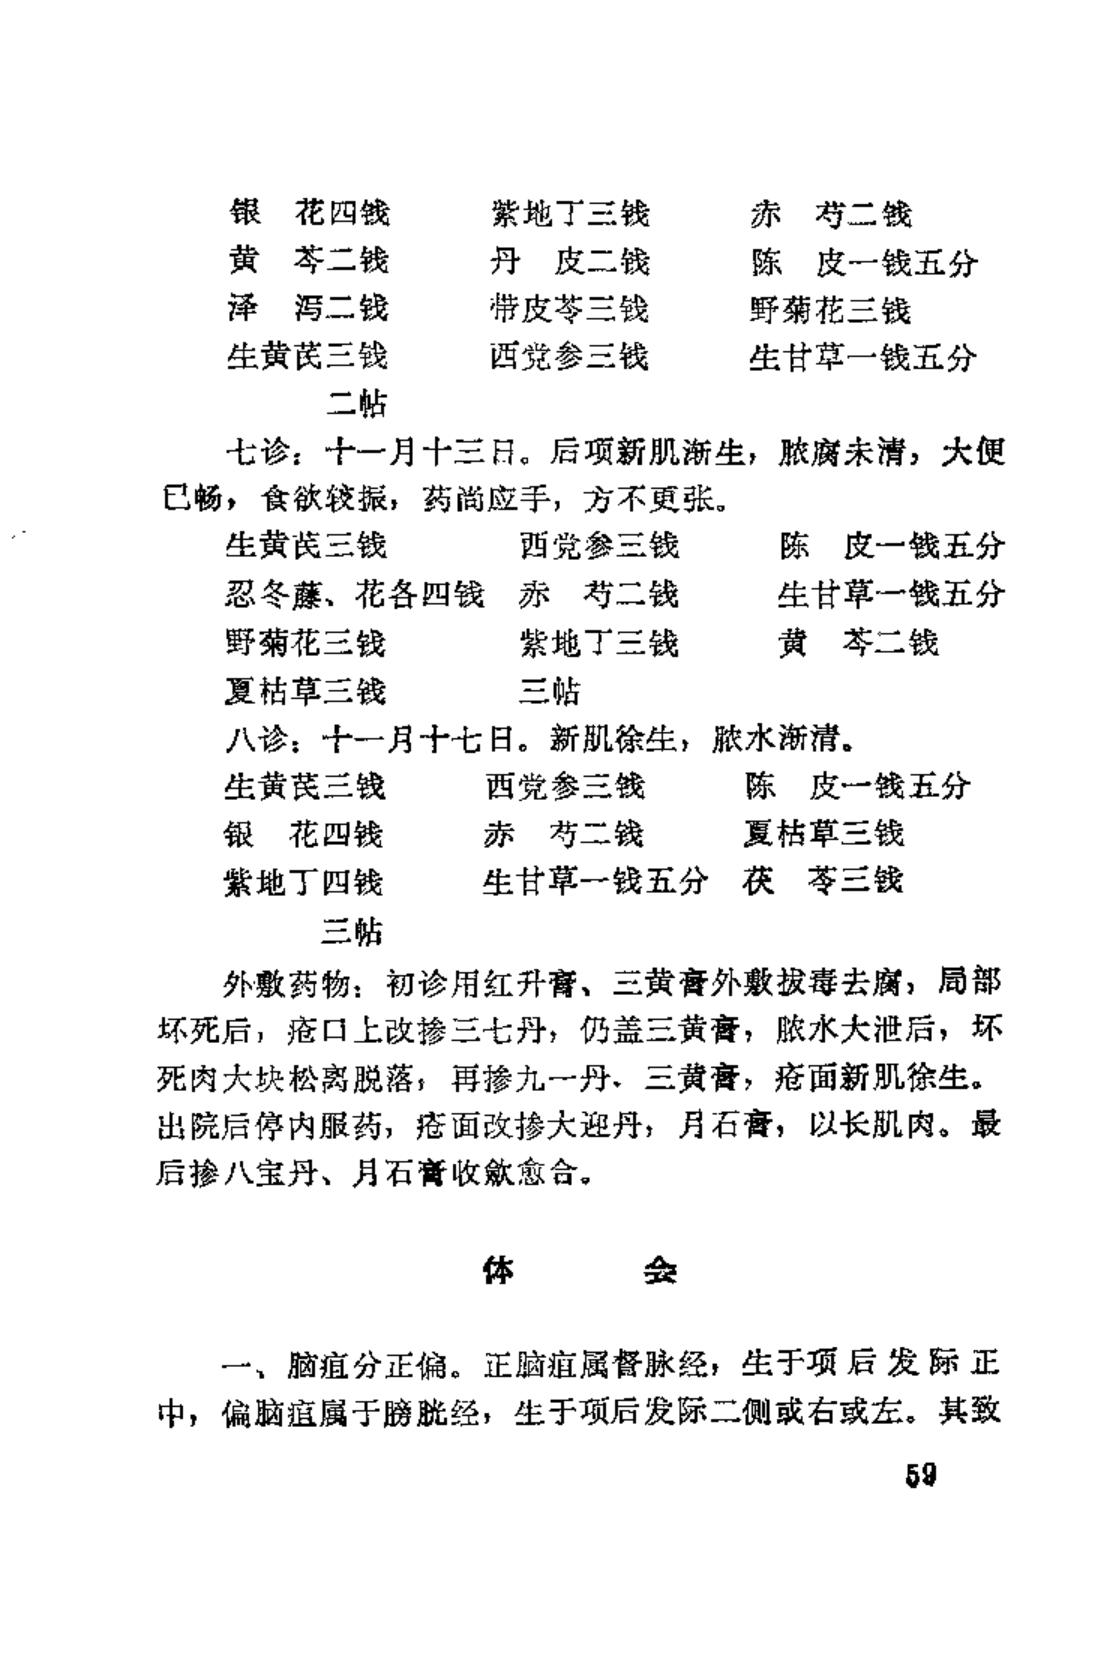 银　花四钱　紫地丁三钱　赤　芍二钱
黄　芩二钱　丹　皮二钱　陈　皮一钱五分
泽　泻二钱　带皮苓三钱　野菊花三钱
生黄芪三钱　西党参三钱　生甘草一钱五分
二帖
七诊：十一月十三日。后项新肌渐生，脓腐未清，大便
已畅，食欲较振，药尚应手，方不更张。
生黄芪三钱　西党参三钱　陈　皮一钱五分
忍冬藤、花各四钱　赤　芍二钱　生甘草一钱五分
野菊花三钱　紫地丁三钱　黄　芩二钱
夏枯草三钱　三帖
八诊：十一月十七日。新肌徐生，脓水渐清。
生黄芪三钱　西党参三钱　陈　皮一钱五分
银　花四钱　赤　芍二钱　夏枯草三钱
紫地丁四钱　生甘草一钱五分　茯　苓三钱
三帖
外敷药物：初诊用红升膏、三黄膏外敷拔毒去腐，局部
坏死后，疮口上改掺三七丹，仍盖三黄膏，脓水大泄后，坏
死肉大块松离脱落，再掺九一丹、三黄膏，疮面新肌徐生。
出院后停内服药，疮面改掺大迎丹，月石膏，以长肌肉。最
后掺八宝丹、月石膏收敛愈合。
体　会
一、脑疽分正偏。正脑疽属督脉经，生于项后发际正
中，偏脑疽属于膀胱经，生于项后发际二侧或右或左。其致
59